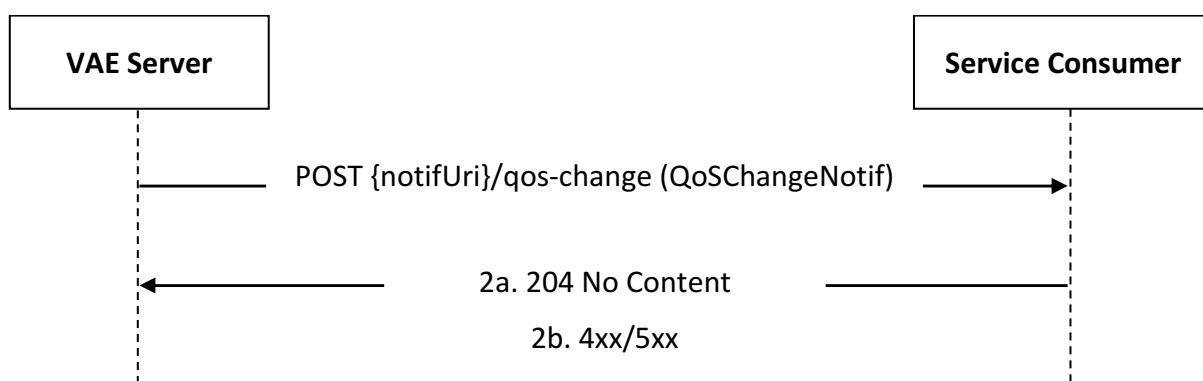 VAE Server
Service Consumer
POST {notifUri}/qos-change (QoSChangeNotif)
2a. 204 No Content
2b. 4xx/5xx